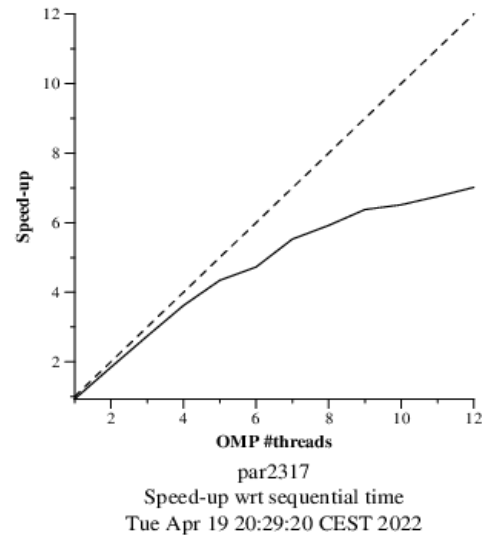 12
10
8
6
4
2
Speed-up
2 4 6 8 10 12
OMP #threads
par2317
Speed-up wrt sequential time
Tue Apr 19 20:29:20 CEST 2022